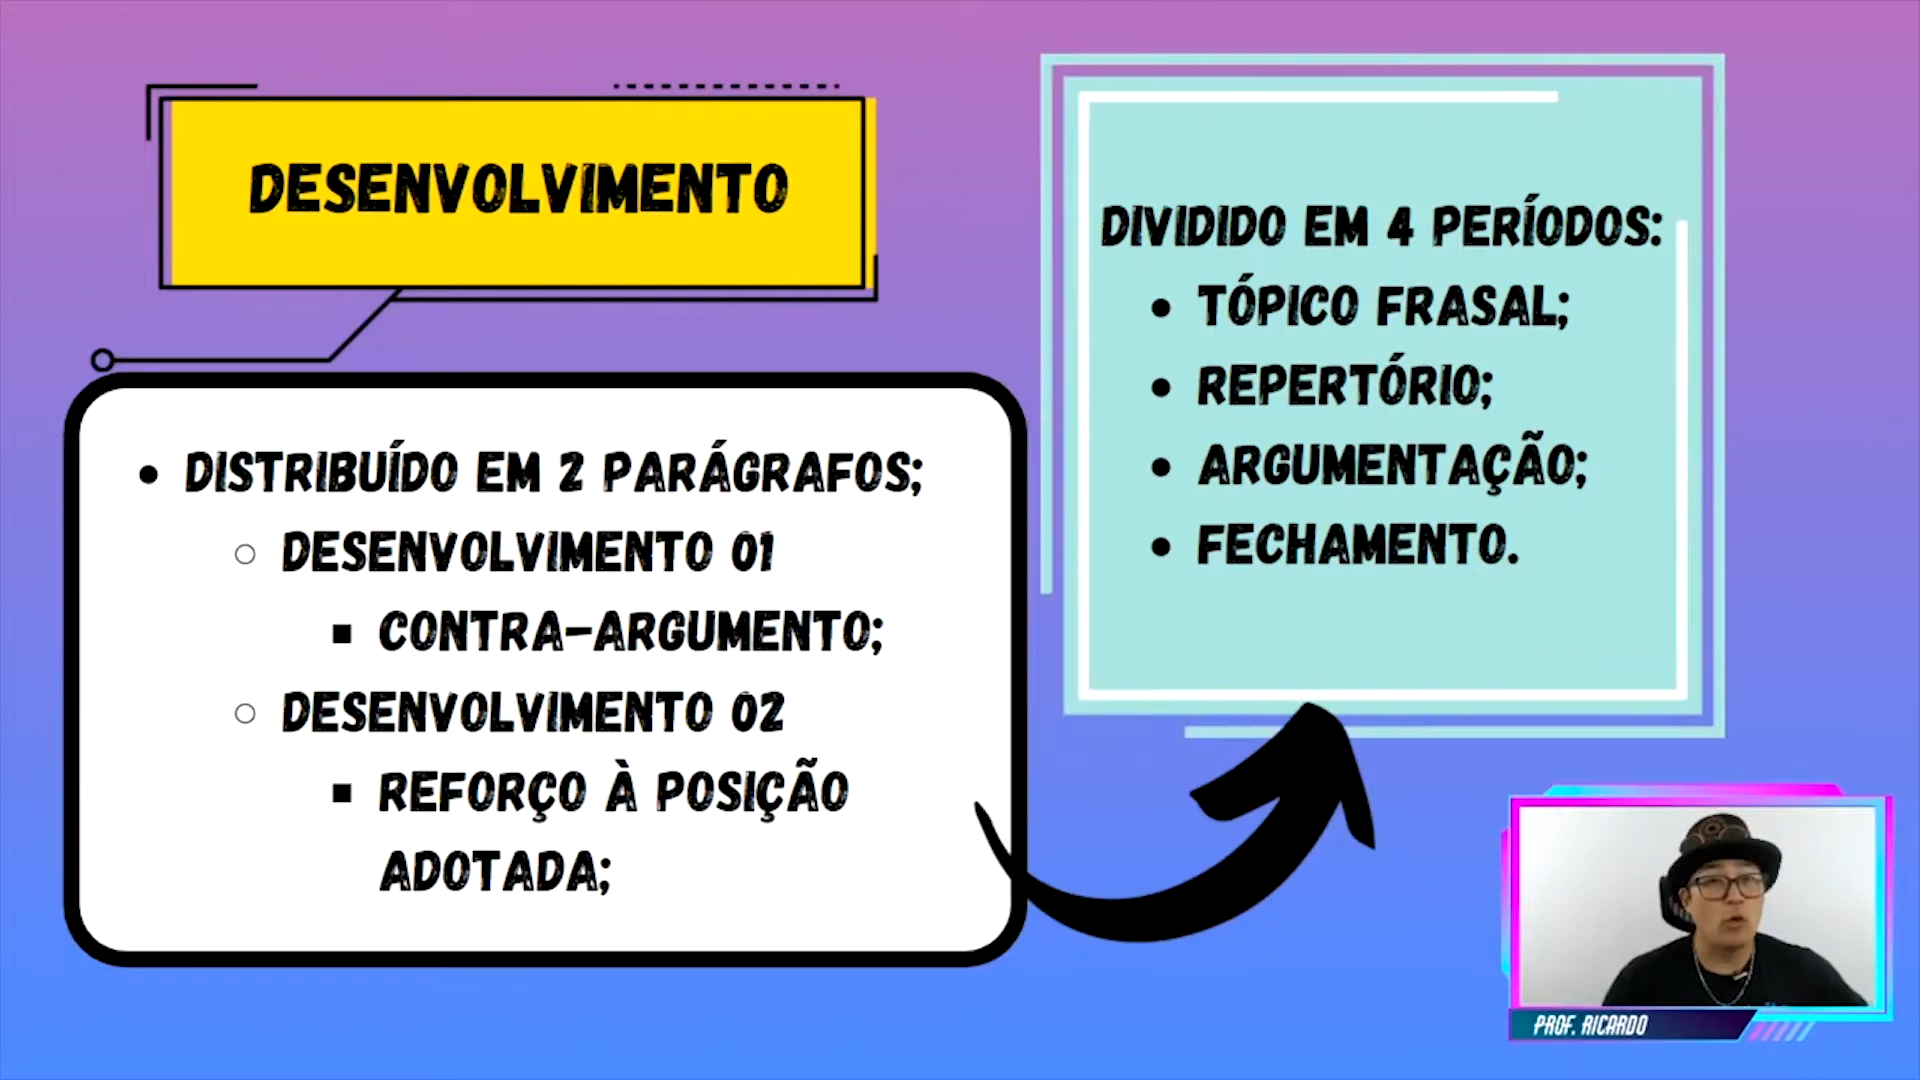 DESENVOLVIMENTO
• DISTRIBUÍDO EM 2 PARÁGRAFOS;
○ DESENVOLVIMENTO 01
▪ CONTRA-ARGUMENTO;
○ DESENVOLVIMENTO 02
▪ REFORÇO À POSIÇÃO
ADOTADA;
DIVIDIDO EM 4 PERÍODOS:
• TÓPICO FRASAL;
• REPERTÓRIO;
• ARGUMENTAÇÃO;
• FECHAMENTO.
PROF. RICARDO